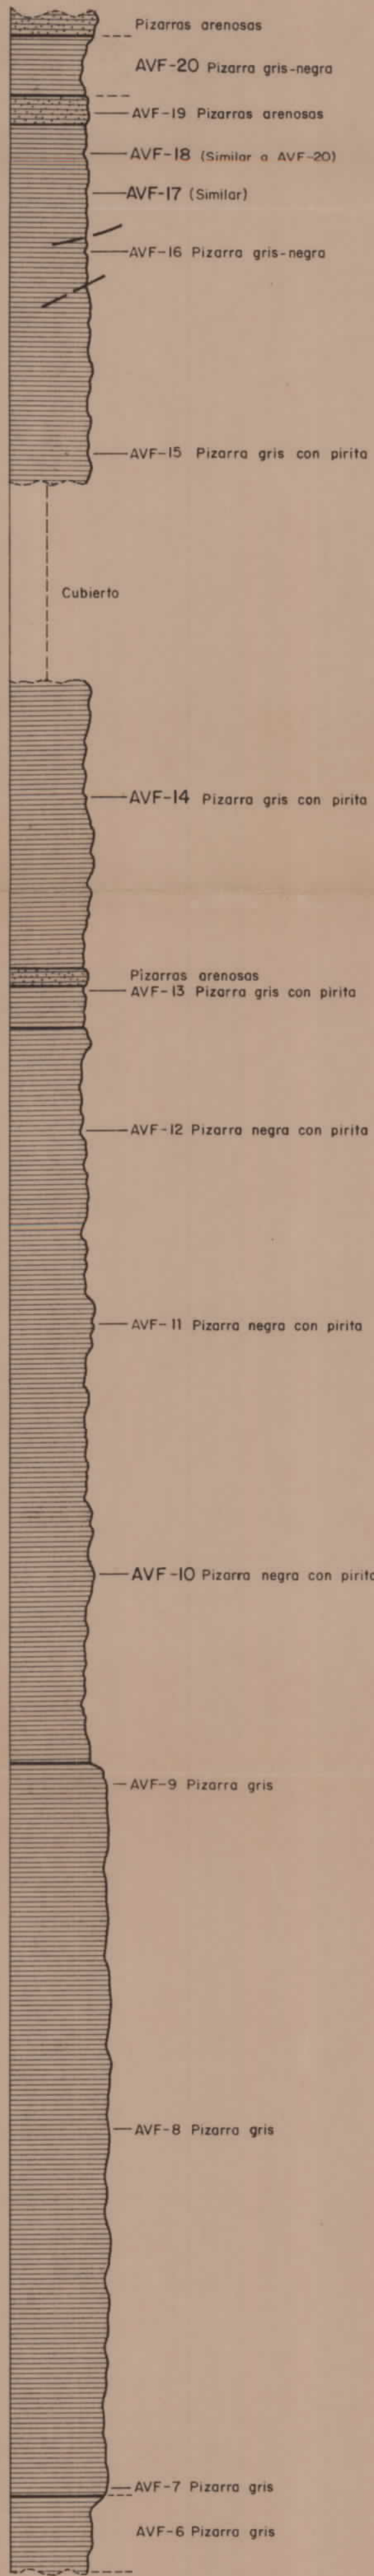 Pizarras arenosas
AVF-20 Pizarra gris-negra
AVF-19 Pizarras arenosas
AVF-18 (Similar a AVF-20)
AVF-17 (Similar)
AVF-16 Pizarra gris-negra
AVF-15 Pizarra gris con pirita
Cubierto
AVF-14 Pizarra gris con pirita
Pizarras arenosas
AVF-13 Pizarra gris con pirita
AVF-12 Pizarra negra con pirita
AVF-11 Pizarra negra con pirita
AVF-10 Pizarra negra con pirita
AVF-9 Pizarra gris
AVF-8 Pizarra gris
AVF-7 Pizarra gris
AVF-6 Pizarra gris